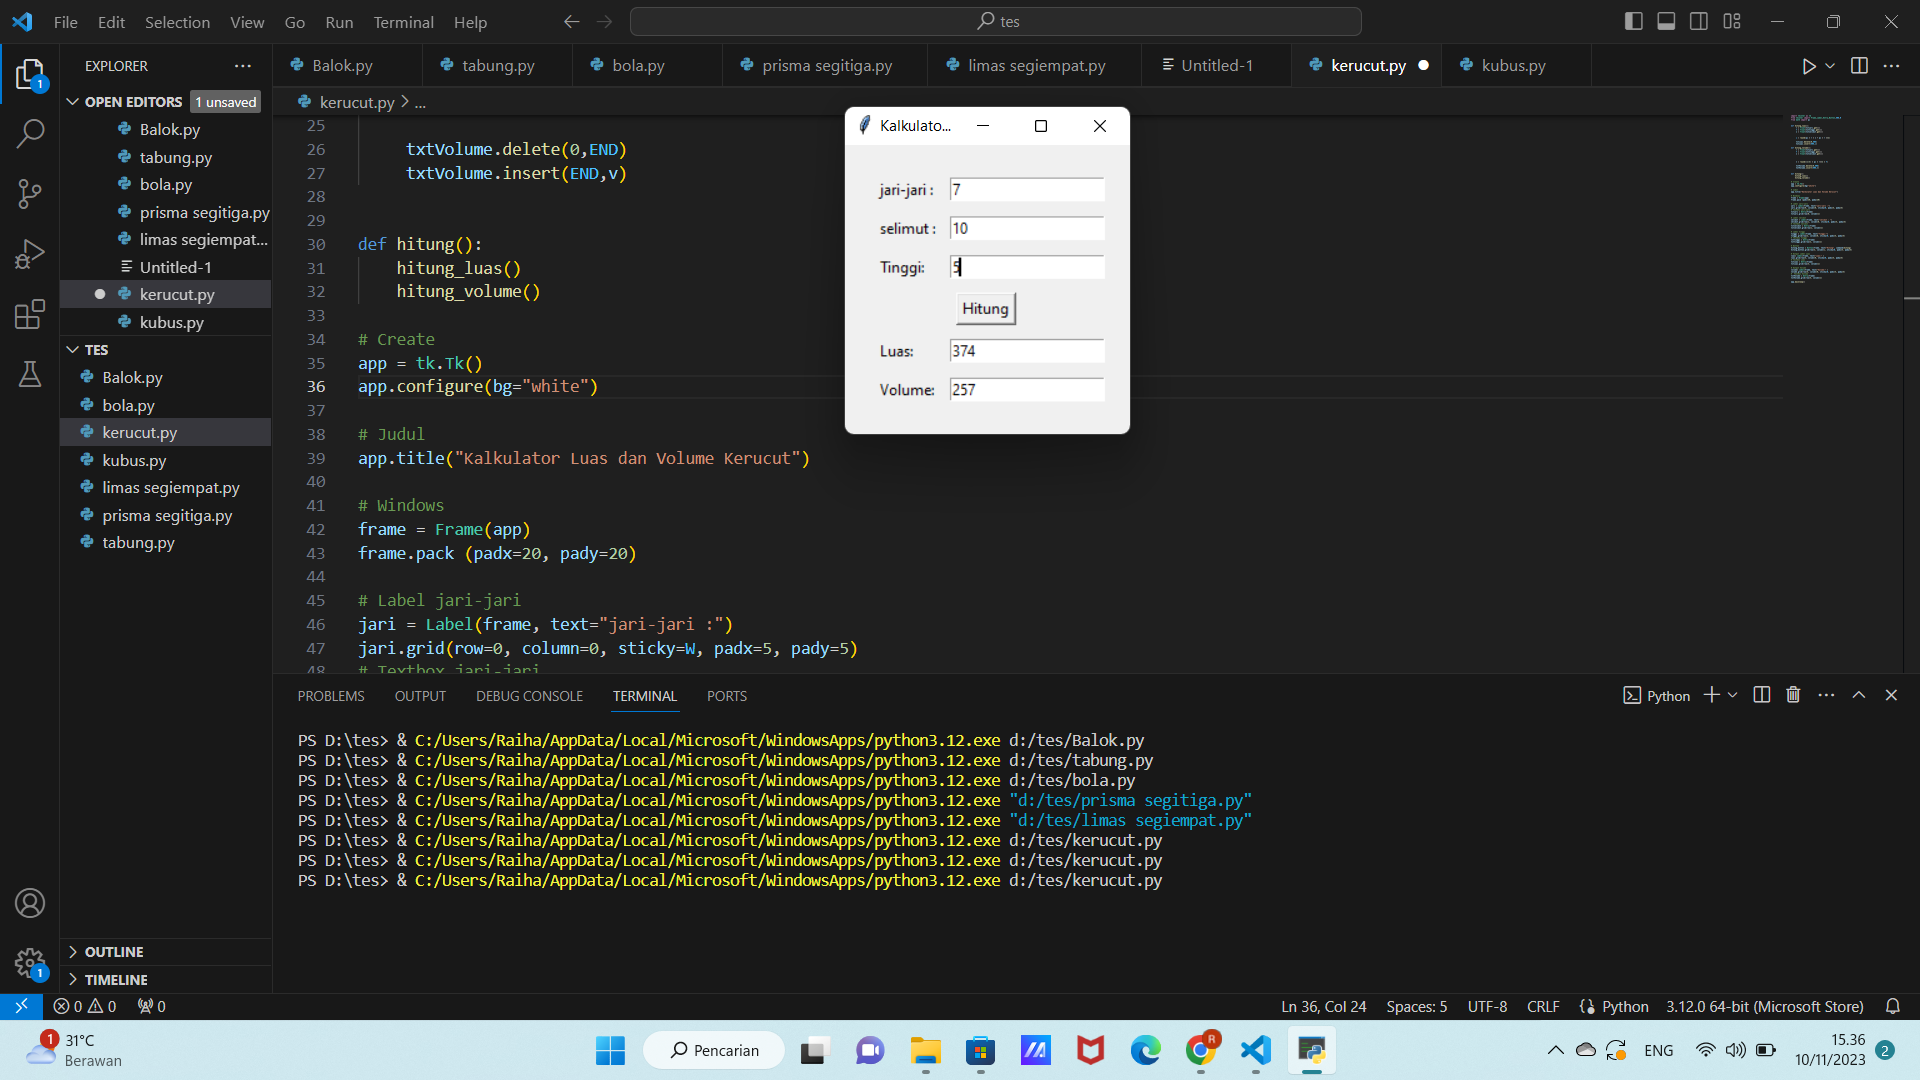 File Edit Selection View Go Run Terminal Help
tes
EXPLORER
OPEN EDITORS 1 unsaved
Balok.py
tabung.py
bola.py
prisma segitiga.py
limas segiempat...
Untitled-1
kerucut.py
kubus.py
TES
Balok.py
bola.py
kerucut.py
kubus.py
limas segiempat.py
prisma segitiga.py
tabung.py
OUTLINE
TIMELINE
Balok.py tabung.py bola.py prisma segitiga.py limas segiempat.py Untitled-1 kerucut.py kubus.py
kerucut.py > ...
25
26 txtVolume.delete(0,END)
27 txtVolume.insert(END,v)
28
29
30 def hitung():
31 hitung_luas()
32 hitung_volume()
33
34 # Create
35 app = tk.Tk()
36 app.configure(bg="white")
37
38 # Judul
39 app.title("Kalkulator Luas dan Volume Kerucut")
40
41 # Windows
42 frame = Frame(app)
43 frame.pack (padx=20, pady=20)
44
45 # Label jari-jari
46 jari = Label(frame, text="jari-jari :")
47 jari.grid(row=0, column=0, sticky=W, padx=5, pady=5)
48 # Textbox jari-jari
Kalkulato...
jari-jari : 7
selimut : 10
Tinggi: 5
Hitung
Luas: 374
Volume: 257
PROBLEMS OUTPUT DEBUG CONSOLE TERMINAL PORTS
Python
PS D:\tes> & C:/Users/Raiha/AppData/Local/Microsoft/WindowsApps/python3.12.exe d:/tes/Balok.py
PS D:\tes> & C:/Users/Raiha/AppData/Local/Microsoft/WindowsApps/python3.12.exe d:/tes/tabung.py
PS D:\tes> & C:/Users/Raiha/AppData/Local/Microsoft/WindowsApps/python3.12.exe d:/tes/bola.py
PS D:\tes> & C:/Users/Raiha/AppData/Local/Microsoft/WindowsApps/python3.12.exe "d:/tes/prisma segitiga.py"
PS D:\tes> & C:/Users/Raiha/AppData/Local/Microsoft/WindowsApps/python3.12.exe "d:/tes/limas segiempat.py"
PS D:\tes> & C:/Users/Raiha/AppData/Local/Microsoft/WindowsApps/python3.12.exe d:/tes/kerucut.py
PS D:\tes> & C:/Users/Raiha/AppData/Local/Microsoft/WindowsApps/python3.12.exe d:/tes/kerucut.py
PS D:\tes> & C:/Users/Raiha/AppData/Local/Microsoft/WindowsApps/python3.12.exe d:/tes/kerucut.py
1
1
0 0 0
Ln 36, Col 24 Spaces: 5 UTF-8 CRLF {} Python 3.12.0 64-bit (Microsoft Store)
1 31°C
Berawan
Pencarian
R
ENG
15.36
10/11/2023
2